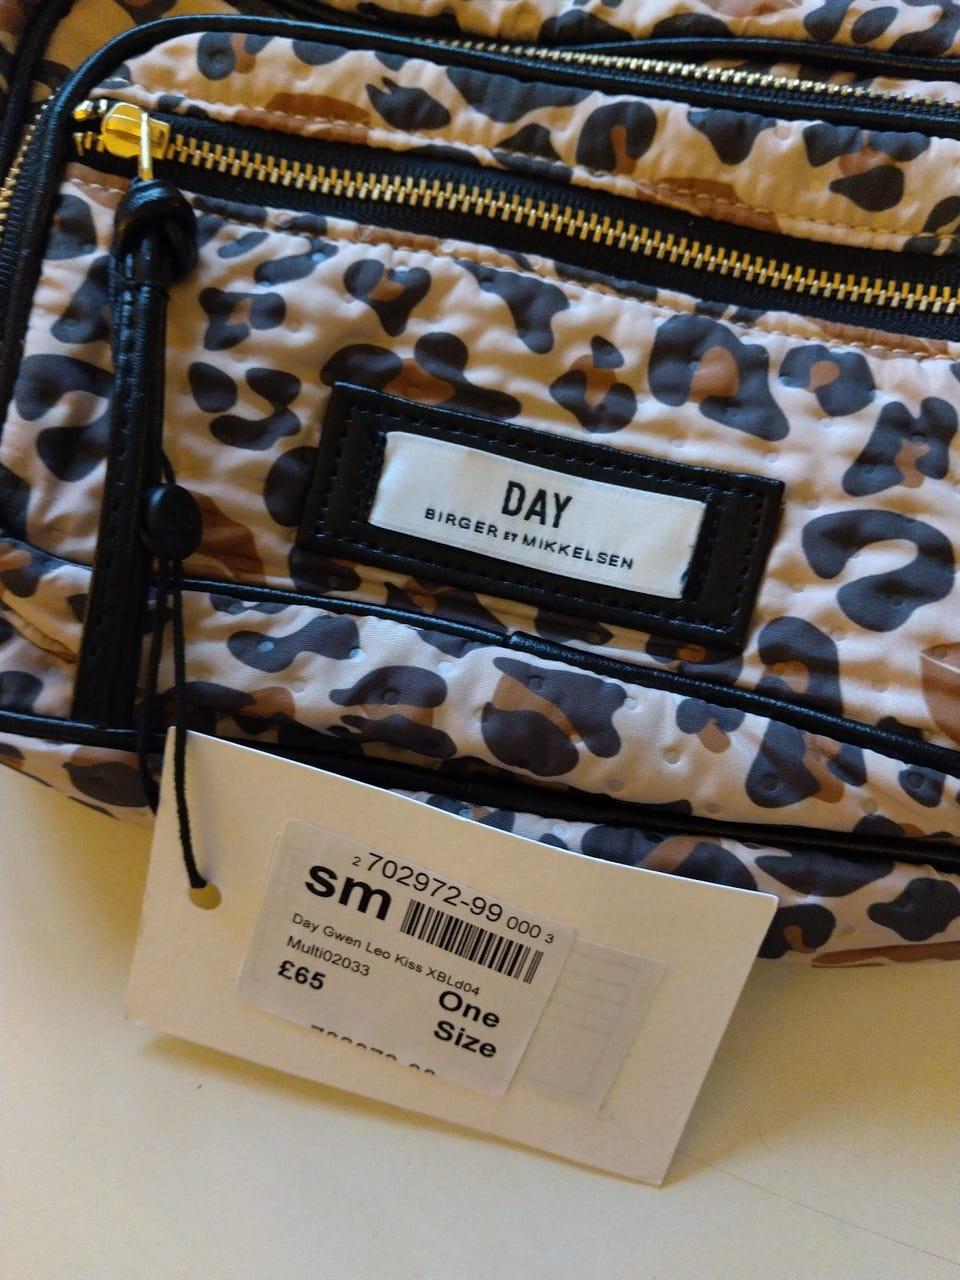 DAY
BIRGER ET MIKKELSEN
2 702972-99 000 3
sm
Day Gwen Leo Kiss XBLd04
Multi02033
£65
One
Size